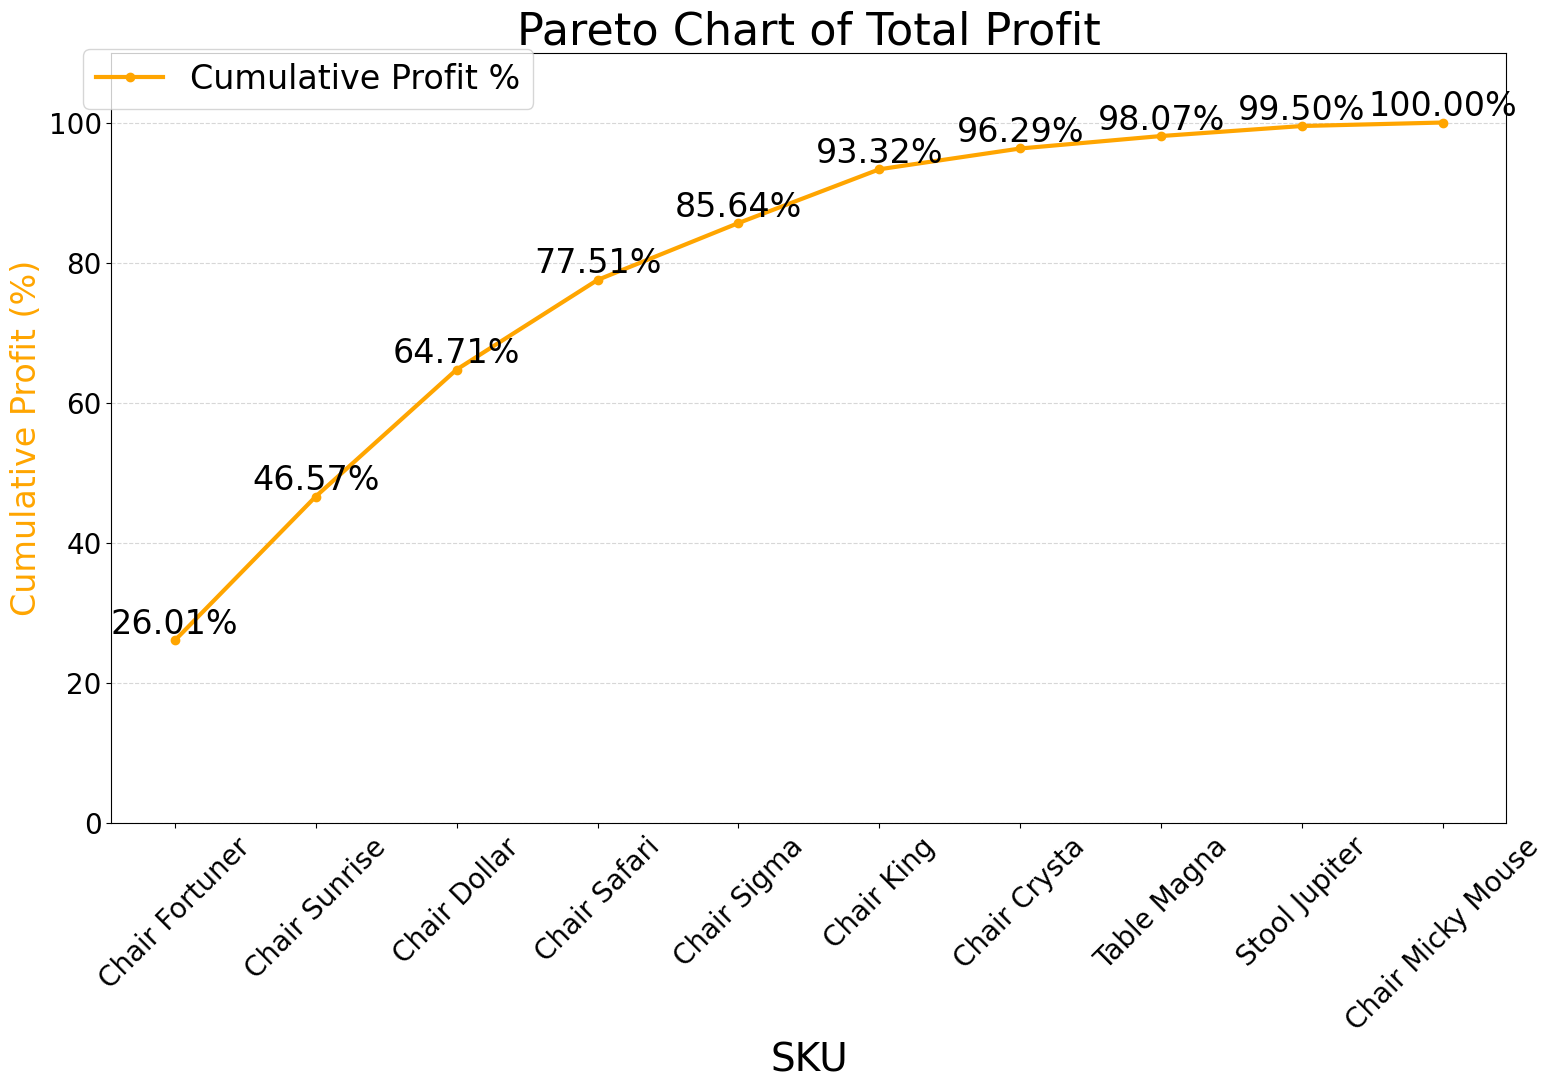 Pareto Chart of Total Profit
Cumulative Profit %
Cumulative Profit (%)
100
80
60
40
20
0
26.01%
46.57%
64.71%
77.51%
85.64%
93.32%
96.29%
98.07%
99.50%
100.00%
Chair Fortuner
Chair Sunrise
Chair Dollar
Chair Safari
Chair Sigma
Chair King
Chair Crysta
Table Magna
Stool Jupiter
Chair Micky Mouse
SKU